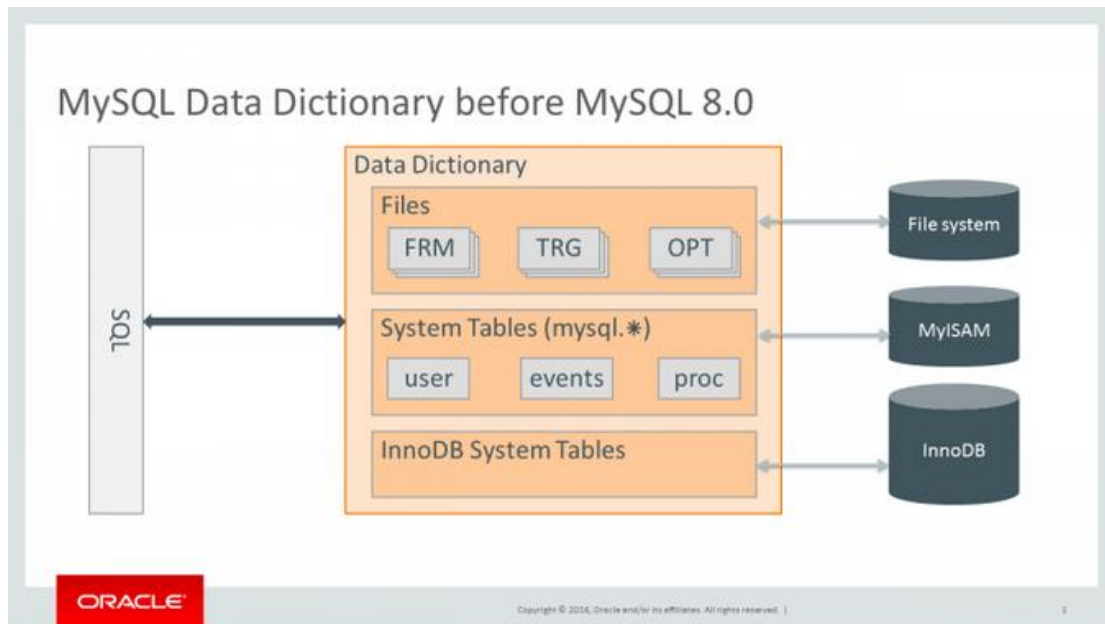 MySQL Data Dictionary before MySQL 8.0
SQL
Data Dictionary
Files
FRM
TRG
OPT
System Tables (mysql.*)
user
events
proc
InnoDB System Tables
File system
MyISAM
InnoDB
ORACLE
Copyright © 2016, Oracle and/or its affiliates. All rights reserved. |